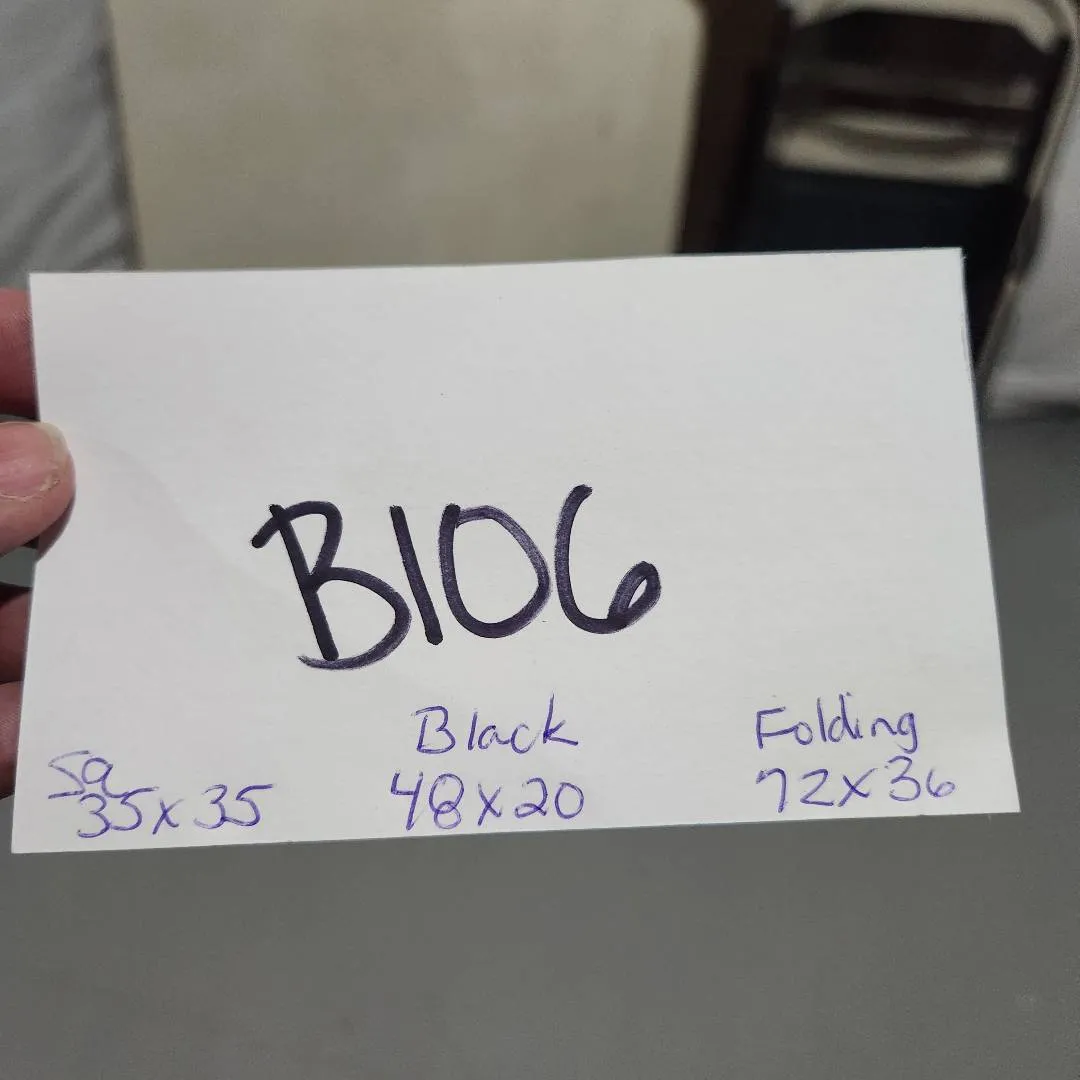 B106
Black Folding
Sq
35x35 48x20 72x36